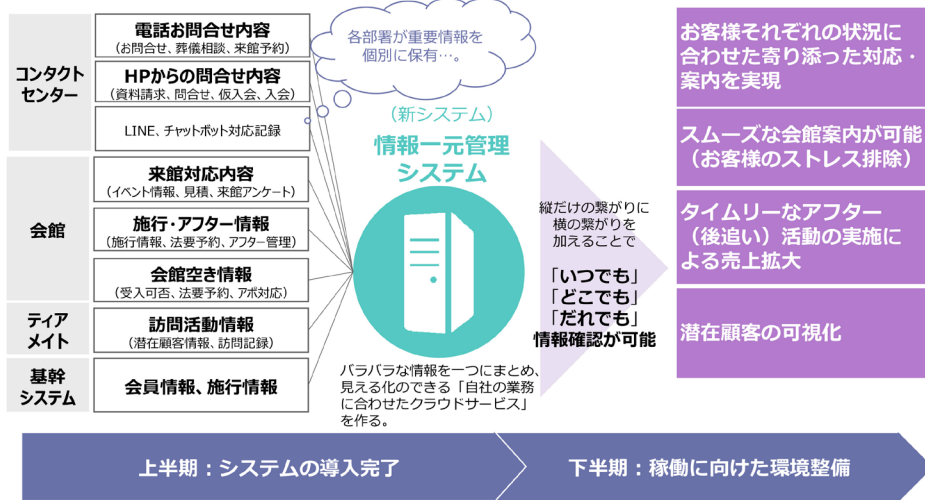 コンタクト
センター
電話お問合せ内容
(お問合せ、葬儀相談、来館予約)
HPからの問合せ内容
(資料請求、問合せ、仮入会、入会)
LINE、チャットボット対応記録
会館
来館対応内容
(イベント情報、見積、来館アンケート)
施行・アフター情報
(施行情報、法要予約、アフター管理)
会館空き情報
(受入可否、法要予約、アポ対応)
ティア
メイト
訪問活動情報
(潜在顧客情報、訪問記録)
基幹
システム
会員情報、施行情報
各部署が重要情報を
個別に保有…。
(新システム)
情報一元管理
システム
バラバラな情報を一つにまとめ、
見える化のできる「自社の業務
に合わせたクラウドサービス」
を作る。
縦だけの繋がりに
横の繋がりを
加えることで
「いつでも」
「どこでも」
「だれでも」
情報確認が可能
お客様それぞれの状況に
合わせた寄り添った対応・
案内を実現
スムーズな会館案内が可能
(お客様のストレス排除)
タイムリーなアフター
(後追い)活動の実施に
よる売上拡大
潜在顧客の可視化
上半期：システムの導入完了
下半期：稼働に向けた環境整備